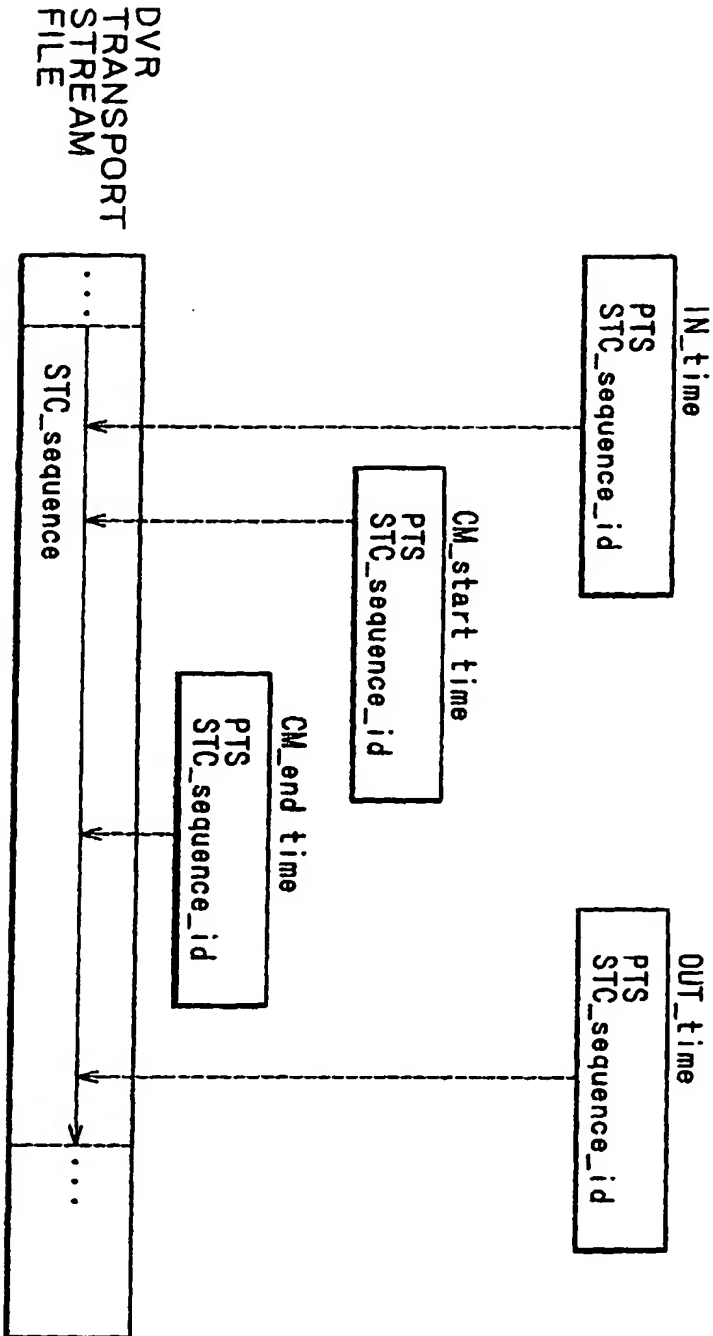 IN_time
PTS
STC_sequence_id
OUT_time
PTS
STC_sequence_id
CM_start time
PTS
STC_sequence_id
CM_end time
PTS
STC_sequence_id
DVR
TRANSPORT
STREAM
FILE
...
STC_sequence
...